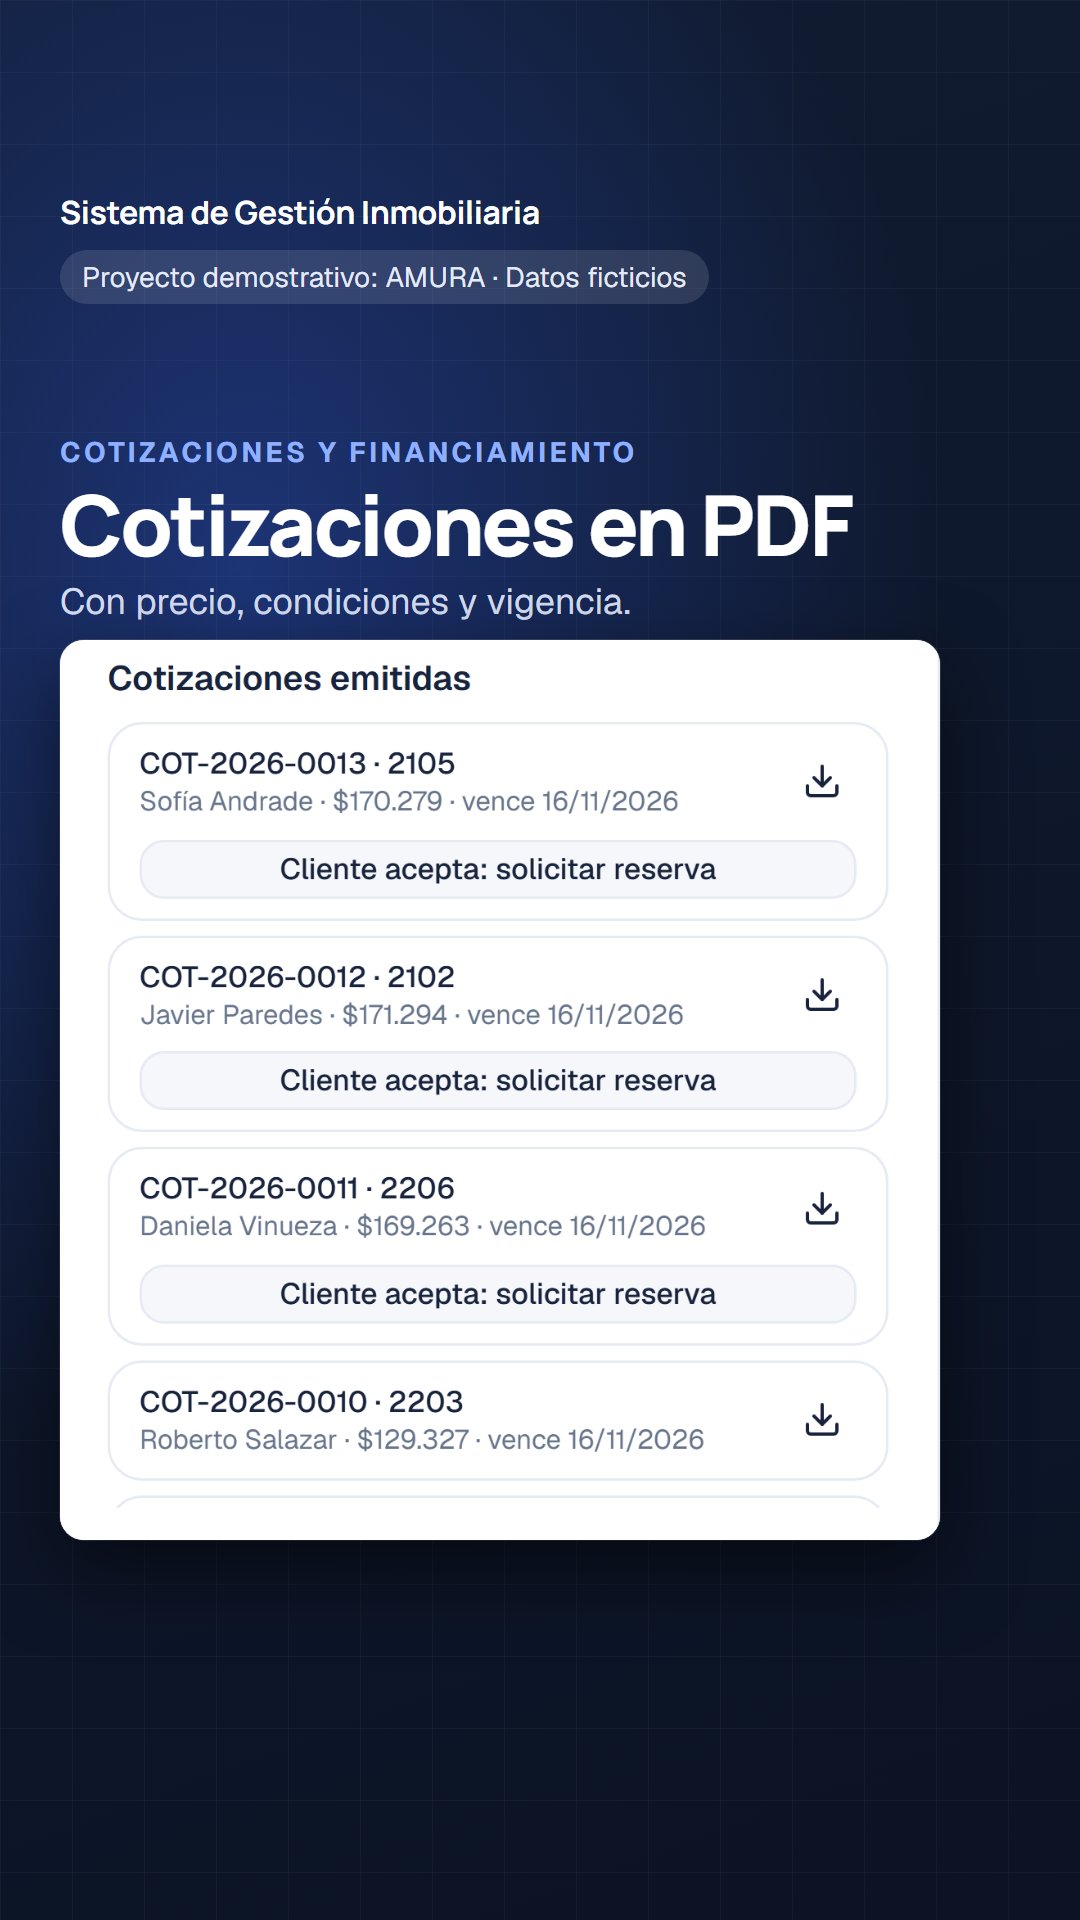 Sistema de Gestión Inmobiliaria
Proyecto demostrativo: AMURA · Datos ficticios
COTIZACIONES Y FINANCIAMIENTO
Cotizaciones en PDF
Con precio, condiciones y vigencia.
Cotizaciones emitidas
COT-2026-0013 · 2105
Sofía Andrade · $170.279 · vence 16/11/2026
Cliente acepta: solicitar reserva
COT-2026-0012 · 2102
Javier Paredes · $171.294 · vence 16/11/2026
Cliente acepta: solicitar reserva
COT-2026-0011 · 2206
Daniela Vinueza · $169.263 · vence 16/11/2026
Cliente acepta: solicitar reserva
COT-2026-0010 · 2203
Roberto Salazar · $129.327 · vence 16/11/2026